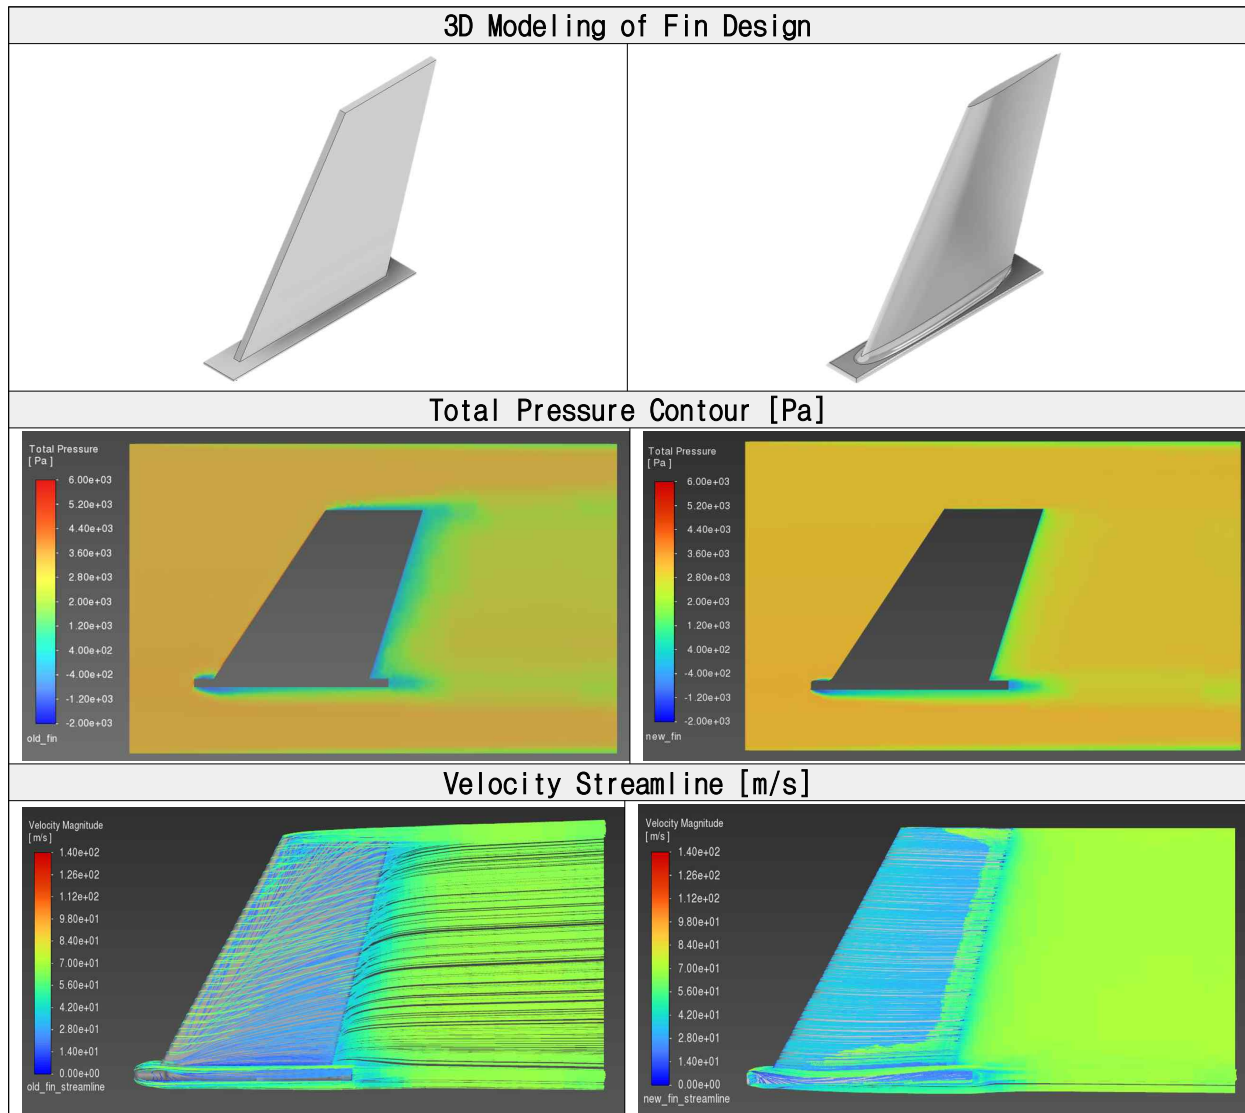 3D Modeling of Fin Design
Total Pressure Contour [Pa]
Total Pressure
[ Pa ]
6.00e+03
5.20e+03
4.40e+03
3.60e+03
2.80e+03
2.00e+03
1.20e+03
4.00e+02
-4.00e+02
-1.20e+03
-2.00e+03
old_fin
Total Pressure
[ Pa ]
6.00e+03
5.20e+03
4.40e+03
3.60e+03
2.80e+03
2.00e+03
1.20e+03
4.00e+02
-4.00e+02
-1.20e+03
-2.00e+03
new_fin
Velocity Streamline [m/s]
Velocity Magnitude
[ m/s ]
1.40e+02
1.26e+02
1.12e+02
9.80e+01
8.40e+01
7.00e+01
5.60e+01
4.20e+01
2.80e+01
1.40e+01
0.00e+00
old_fin_streamline
Velocity Magnitude
[ m/s ]
1.40e+02
1.26e+02
1.12e+02
9.80e+01
8.40e+01
7.00e+01
5.60e+01
4.20e+01
2.80e+01
1.40e+01
0.00e+00
new_fin_streamline